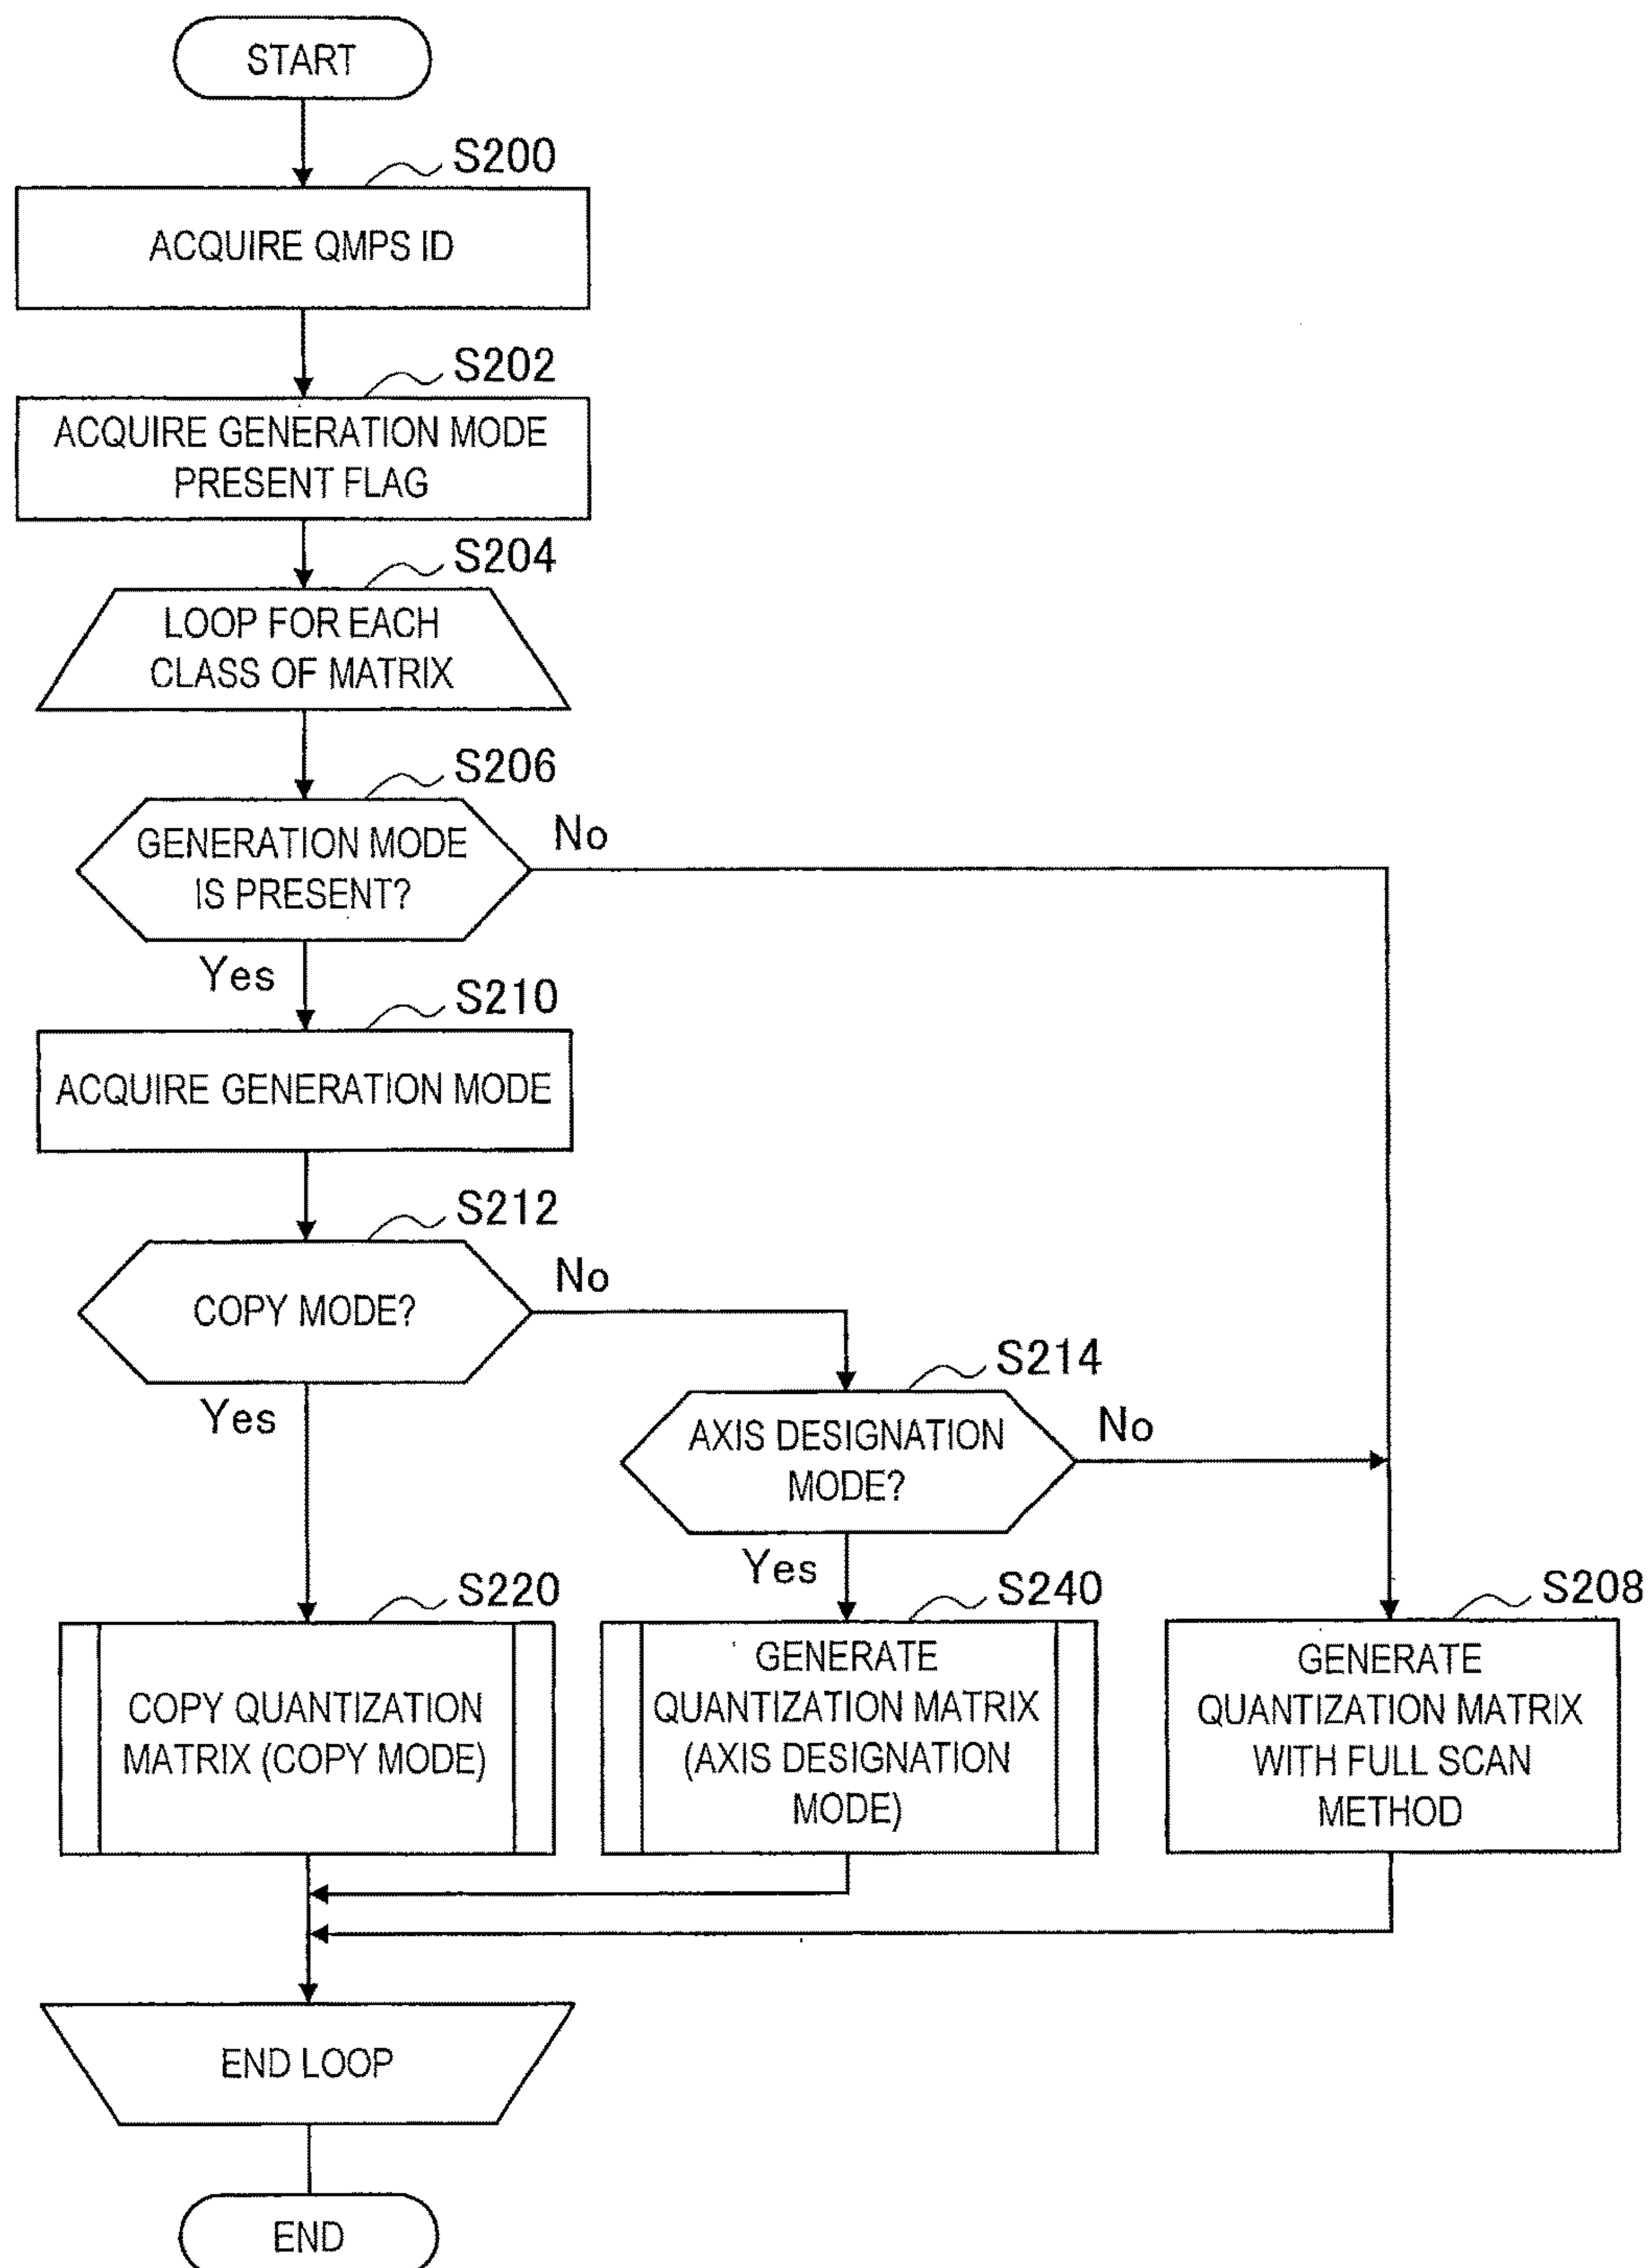 START
S200
ACQUIRE QMPS ID
S202
ACQUIRE GENERATION MODE
PRESENT FLAG
S204
LOOP FOR EACH
CLASS OF MATRIX
S206
GENERATION MODE
IS PRESENT?
No
Yes
S210
ACQUIRE GENERATION MODE
S212
COPY MODE?
No
Yes
S214
AXIS DESIGNATION
MODE?
No
Yes
S220
COPY QUANTIZATION
MATRIX (COPY MODE)
S240
GENERATE
QUANTIZATION MATRIX
(AXIS DESIGNATION
MODE)
S208
GENERATE
QUANTIZATION MATRIX
WITH FULL SCAN
METHOD
END LOOP
END